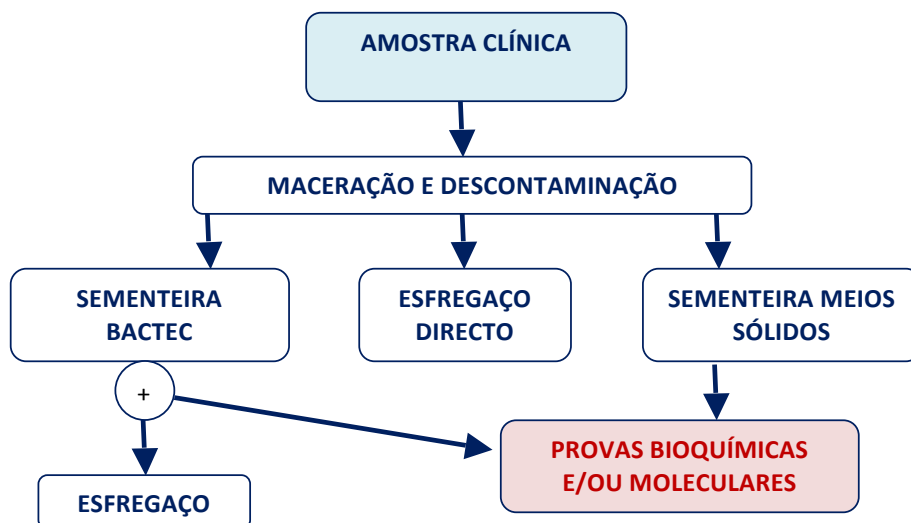 AMOSTRA CLÍNICA
MACERAÇÃO E DESCONTAMINAÇÃO
SEMENTEIRA
BACTEC
ESFREGAÇO
DIRECTO
SEMENTEIRA MEIOS
SÓLIDOS
+
PROVAS BIOQUÍMICAS
E/OU MOLECULARES
ESFREGAÇO